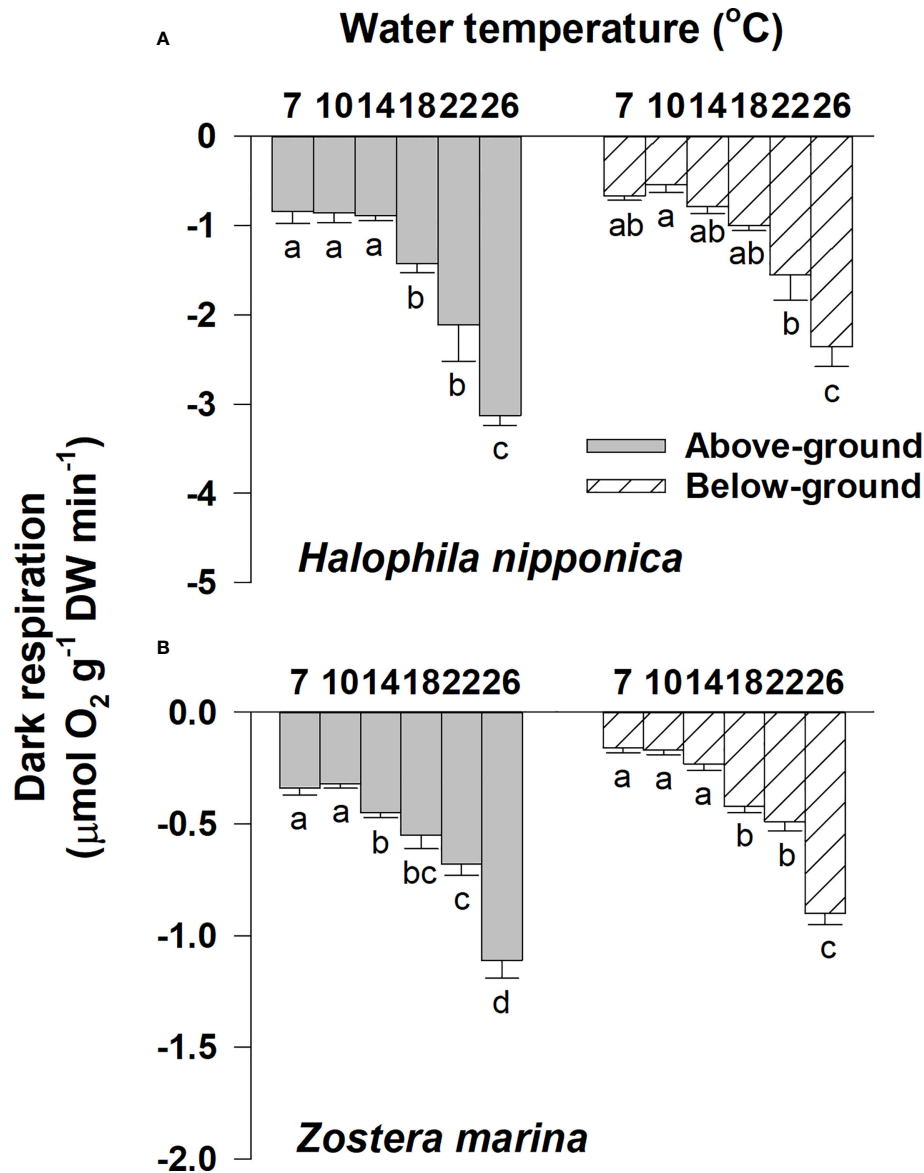 A
Water temperature (°C)
7 10 14 18 22 26 7 10 14 18 22 26
0
-1
-2
-3
-4
-5
a a a b b c ab a ab ab b c
Above-ground
Below-ground
Halophila nipponica
Dark respiration
(μmol O₂ g⁻¹ DW min⁻¹)
B
7 10 14 18 22 26 7 10 14 18 22 26
0.0
-0.5
-1.0
-1.5
-2.0
a a b bc c d a a a b b c
Zostera marina